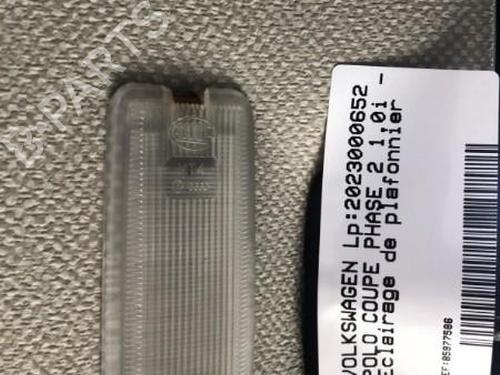 B-PARTS
VOLKSWAGEN Lp:2023000652 -
POLO COUPE PHASE 2 1.0i
Eclairage de plafonnier
EF:85977586